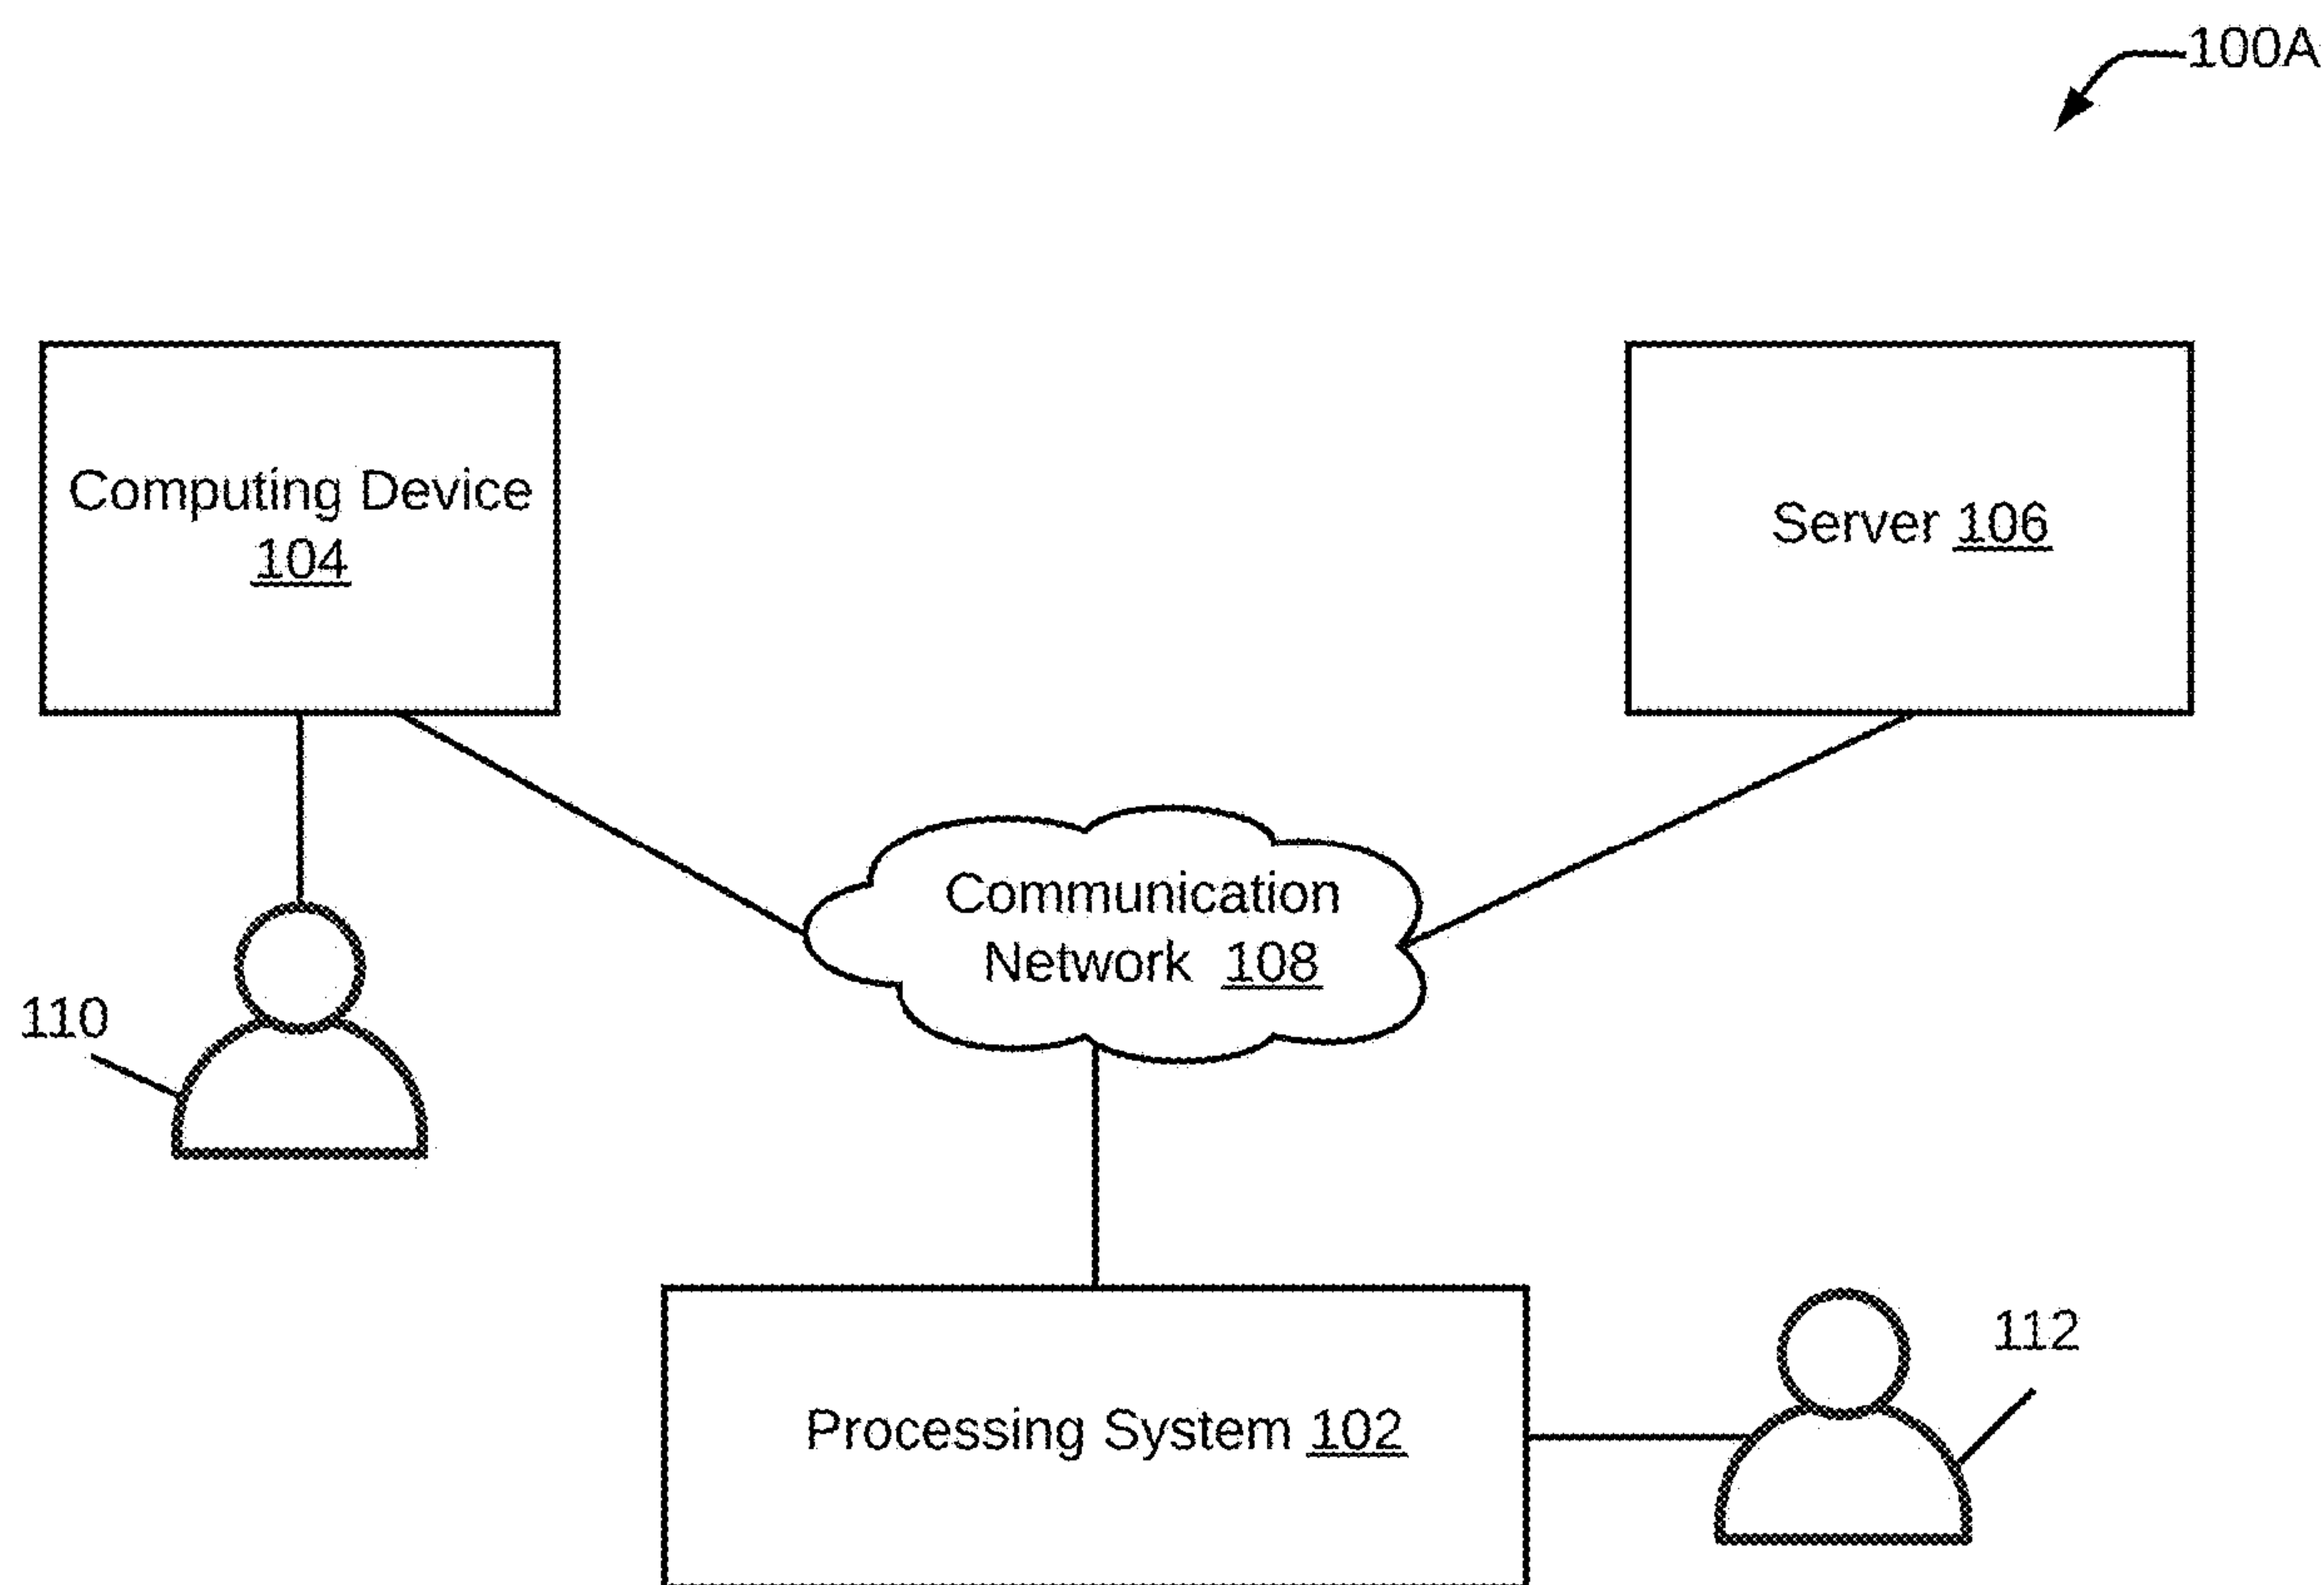 100A
Computing Device
104
Server 106
Communication
Network 108
110
112
Processing System 102